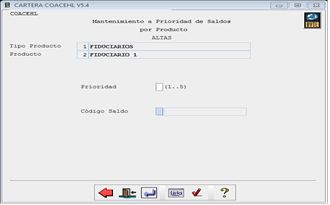 CARTERA COACEHL V5.4
COACEHL
Mantenimiento a Prioridad de Saldos
por Producto
ALTAS
Tipo Producto 1 FIDUCIARIOS
Producto 2 FIDUCIARIO 1
Prioridad (1..5)
Código Saldo